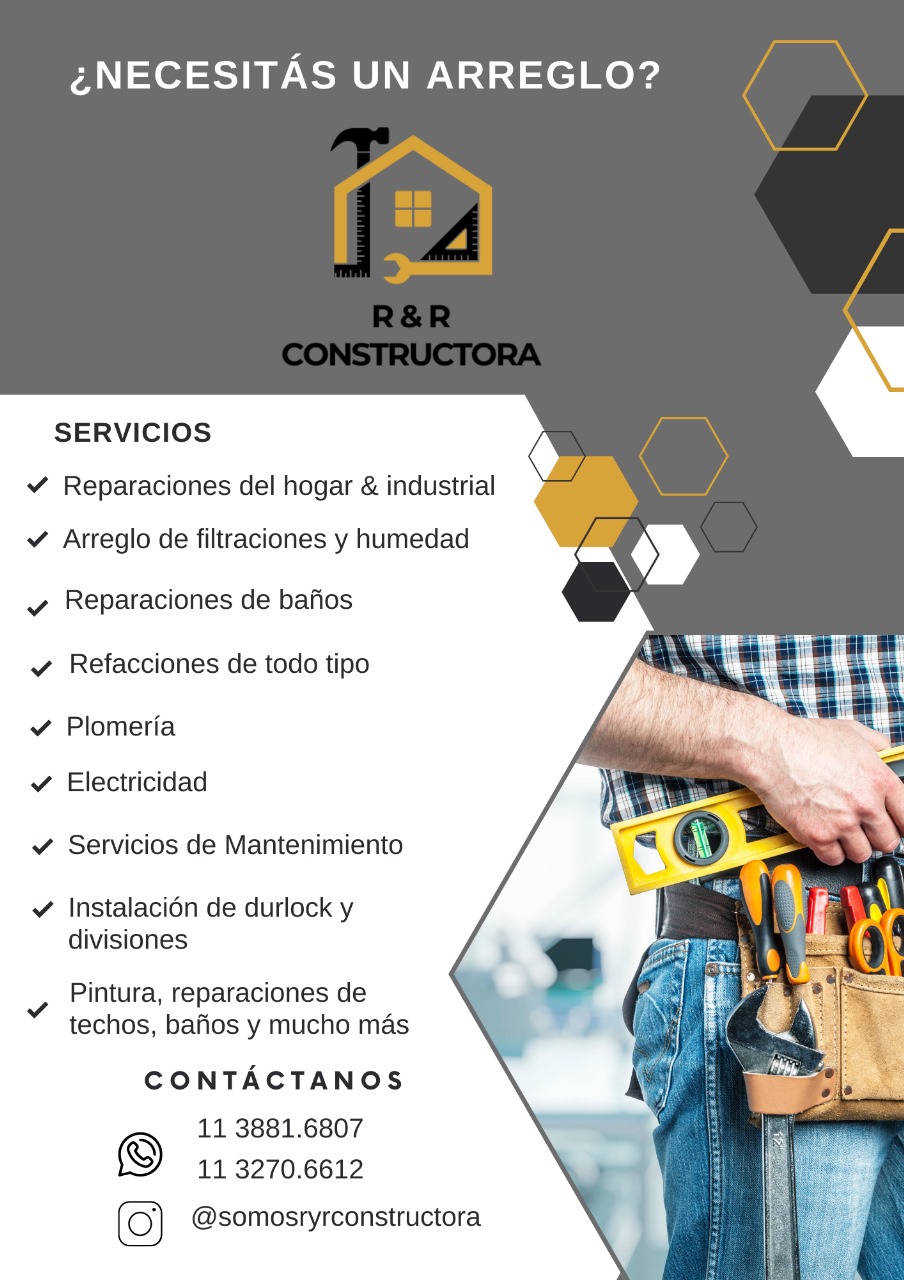 ¿NECESITÁS UN ARREGLO?
R & R
CONSTRUCTORA
SERVICIOS
Reparaciones del hogar & industrial
Arreglo de filtraciones y humedad
Reparaciones de baños
Refacciones de todo tipo
Plomería
Electricidad
Servicios de Mantenimiento
Instalación de durlock y
divisiones
Pintura, reparaciones de
techos, baños y mucho más
CONTÁCTANOS
11 3881.6807
11 3270.6612
@somosryrconstructora